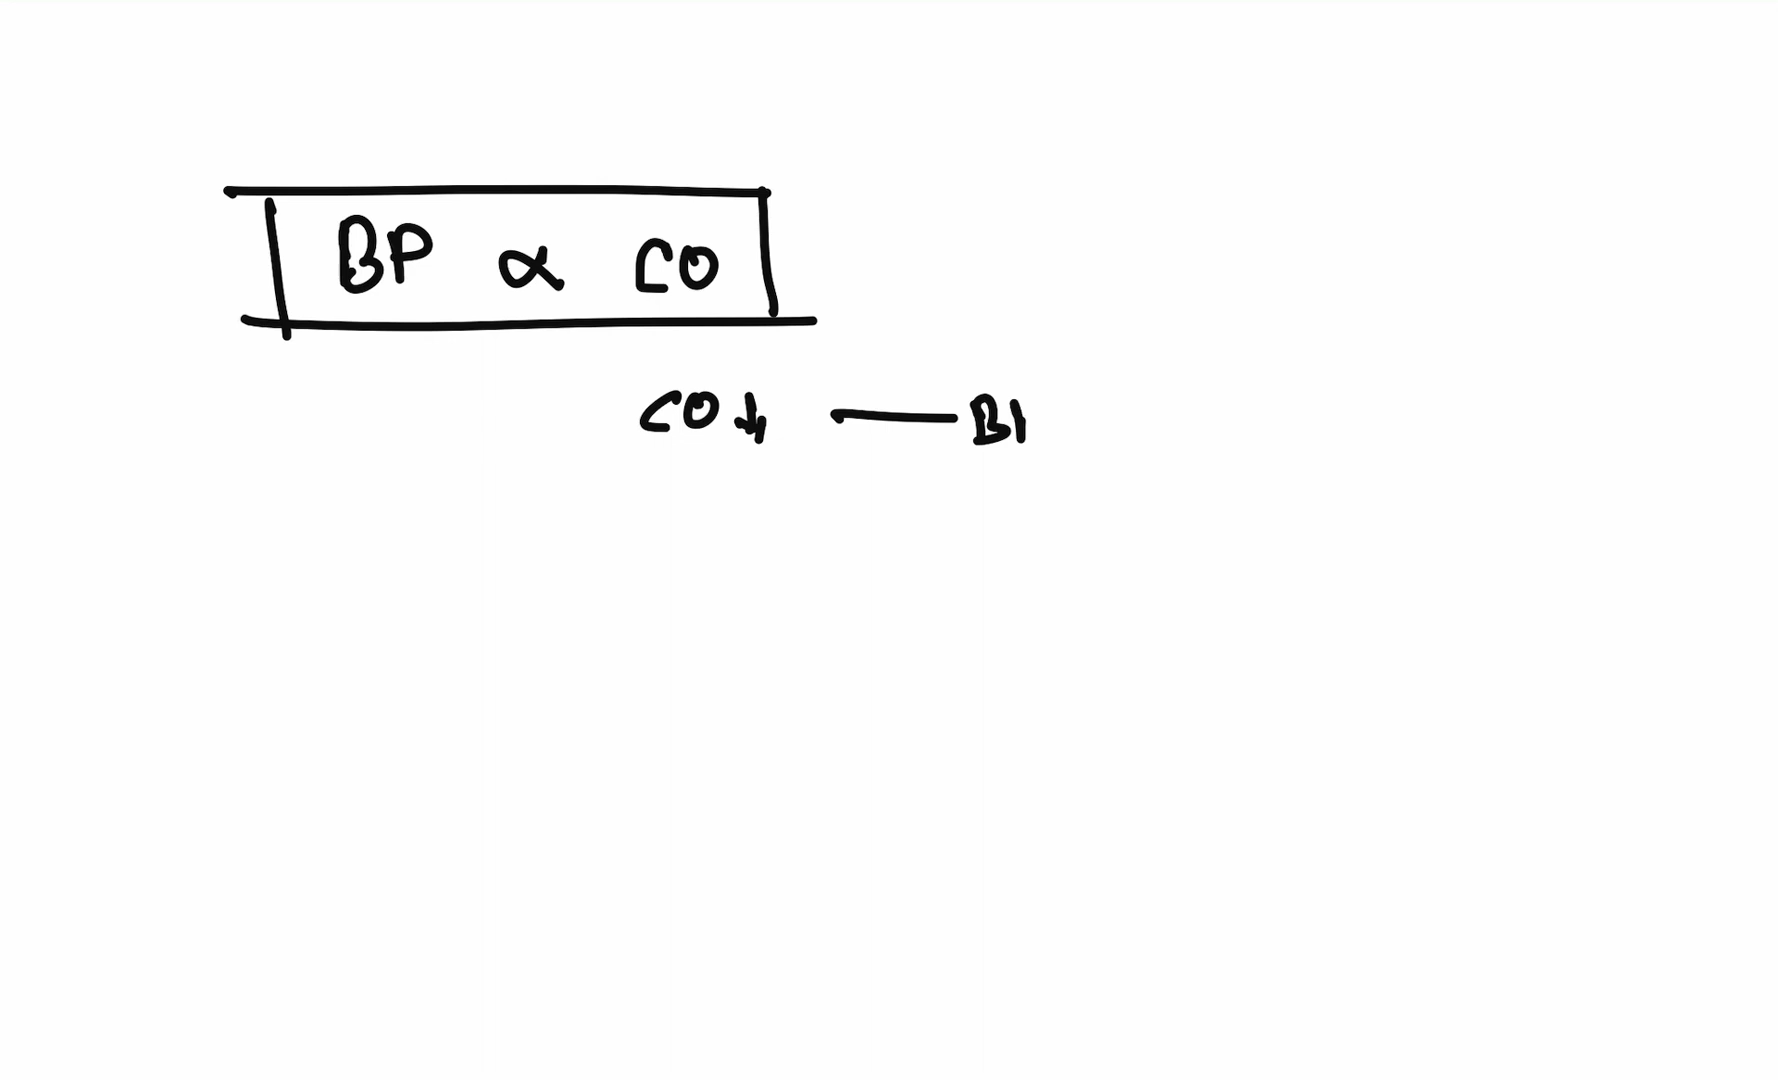 BP ∝ CO
CO ↓ — B